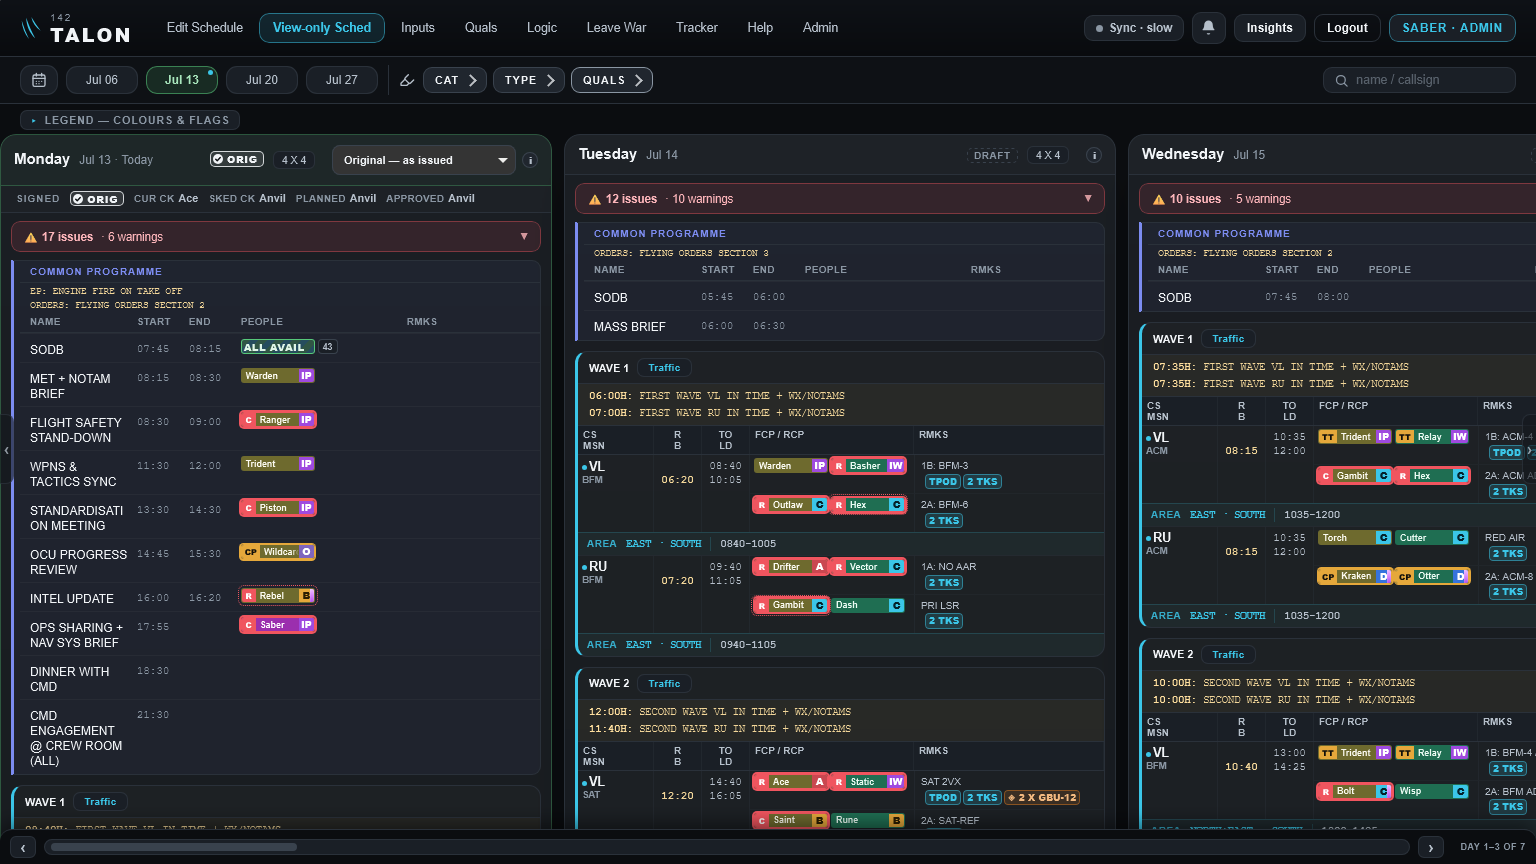 142
TALON
Edit Schedule
View-only Sched
Inputs
Quals
Logic
Leave War
Tracker
Help
Admin
Sync · slow
Insights
Logout
SABER · ADMIN
Jul 06
Jul 13
Jul 20
Jul 27
CAT
TYPE
QUALS
name / callsign
LEGEND — COLOURS & FLAGS
Monday Jul 13 · Today
ORIG
4 X 4
Original — as issued
SIGNED ORIG CUR CK Ace SKED CK Anvil PLANNED Anvil APPROVED Anvil
17 issues · 6 warnings
COMMON PROGRAMME
EP: ENGINE FIRE ON TAKE OFF
ORDERS: FLYING ORDERS SECTION 2
NAME START END PEOPLE RMKS
SODB 07:45 08:15 ALL AVAIL 43
MET + NOTAM BRIEF 08:15 08:30 Warden IP
FLIGHT SAFETY STAND-DOWN 08:30 09:00 C Ranger IP
WPNS & TACTICS SYNC 11:30 12:00 Trident IP
STANDARDISATI
ON MEETING 13:30 14:30 C Piston IP
OCU PROGRESS REVIEW 14:45 15:30 CP Wildcar O
INTEL UPDATE 16:00 16:20 R Rebel B
OPS SHARING + NAV SYS BRIEF 17:55 C Saber IP
DINNER WITH CMD 18:30
CMD ENGAGEMENT @ CREW ROOM (ALL) 21:30
WAVE 1 Traffic
Tuesday Jul 14
DRAFT
4 X 4
12 issues · 10 warnings
COMMON PROGRAMME
ORDERS: FLYING ORDERS SECTION 3
NAME START END PEOPLE RMKS
SODB 05:45 06:00
MASS BRIEF 06:00 06:30
WAVE 1 Traffic
06:00H: FIRST WAVE VL IN TIME + WX/NOTAMS
07:00H: FIRST WAVE RU IN TIME + WX/NOTAMS
CS MSN R B TO LD FCP / RCP RMKS
VL BFM 06:20 08:40 10:05 Warden IP R Basher IW 1B: BFM-3 TPOD 2 TKS
R Outlaw C R Hex C 2A: BFM-6 2 TKS
AREA EAST · SOUTH 0840-1005
RU BFM 07:20 09:40 11:05 R Drifter A R Vector C 1A: NO AAR 2 TKS
R Gambit C Dash C PRI LSR 2 TKS
AREA EAST · SOUTH 0940-1105
WAVE 2 Traffic
12:00H: SECOND WAVE VL IN TIME + WX/NOTAMS
11:40H: SECOND WAVE RU IN TIME + WX/NOTAMS
CS MSN R B TO LD FCP / RCP RMKS
VL SAT 12:20 14:40 16:05 R Ace A R Static IW SAT 2VX TPOD 2 TKS 2 X GBU-12
C Saint B Rune B 2A: SAT-REF
Wednesday Jul 15
10 issues · 5 warnings
COMMON PROGRAMME
ORDERS: FLYING ORDERS SECTION 2
NAME START END PEOPLE
SODB 07:45 08:00
WAVE 1 Traffic
07:35H: FIRST WAVE VL IN TIME + WX/NOTAMS
07:35H: FIRST WAVE RU IN TIME + WX/NOTAMS
CS MSN R B TO LD FCP / RCP RMKS
VL ACM 08:15 10:35 12:00 TT Trident IP TT Relay IW 1B: ACM-4 TPOD
C Gambit C R Hex C 2A: ACM 2 TKS
AREA EAST · SOUTH 1035-1200
RU ACM 08:15 10:35 12:00 Torch C Cutter C RED AIR 2 TKS
CP Kraken D CP Otter D 2A: ACM-8 2 TKS
AREA EAST · SOUTH 1035-1200
WAVE 2 Traffic
10:00H: SECOND WAVE VL IN TIME + WX/NOTAMS
10:00H: SECOND WAVE RU IN TIME + WX/NOTAMS
CS MSN R B TO LD FCP / RCP RMKS
VL BFM 10:40 13:00 14:25 TT Trident IP TT Relay IW 1B: BFM-4 2 TKS
R Bolt C Wisp C 2A: BFM 2 TKS
DAY 1–3 OF 7